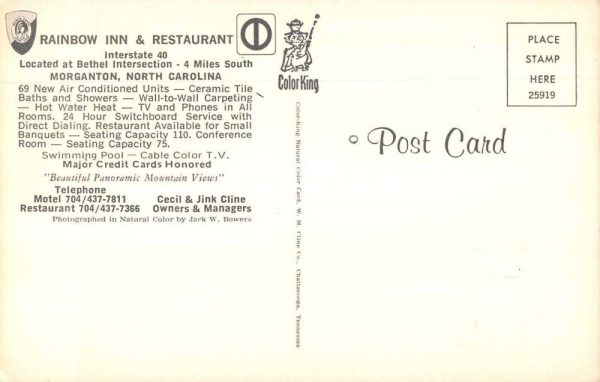 RAINBOW INN & RESTAURANT
Interstate 40
Located at Bethel Intersection - 4 Miles South
MORGANTON, NORTH CAROLINA
69 New Air Conditioned Units — Ceramic Tile
Baths and Showers — Wall-to-Wall Carpeting
— Hot Water Heat — TV and Phones in All
Rooms. 24 Hour Switchboard Service with
Direct Dialing. Restaurant Available for Small
Banquets — Seating Capacity 110. Conference
Room — Seating Capacity 75.
Swimming Pool — Cable Color T.V.
Major Credit Cards Honored
"Beautiful Panoramic Mountain Views"
Telephone
Motel 704/437-7811 Cecil & Jink Cline
Restaurant 704/437-7366 Owners & Managers
Photographed in Natural Color by Jack W. Bowers
ColorKing
Color-King Natural Color Card, W. M. Cline Co., Chattanooga, Tennessee
Post Card
PLACE
STAMP
HERE
25919